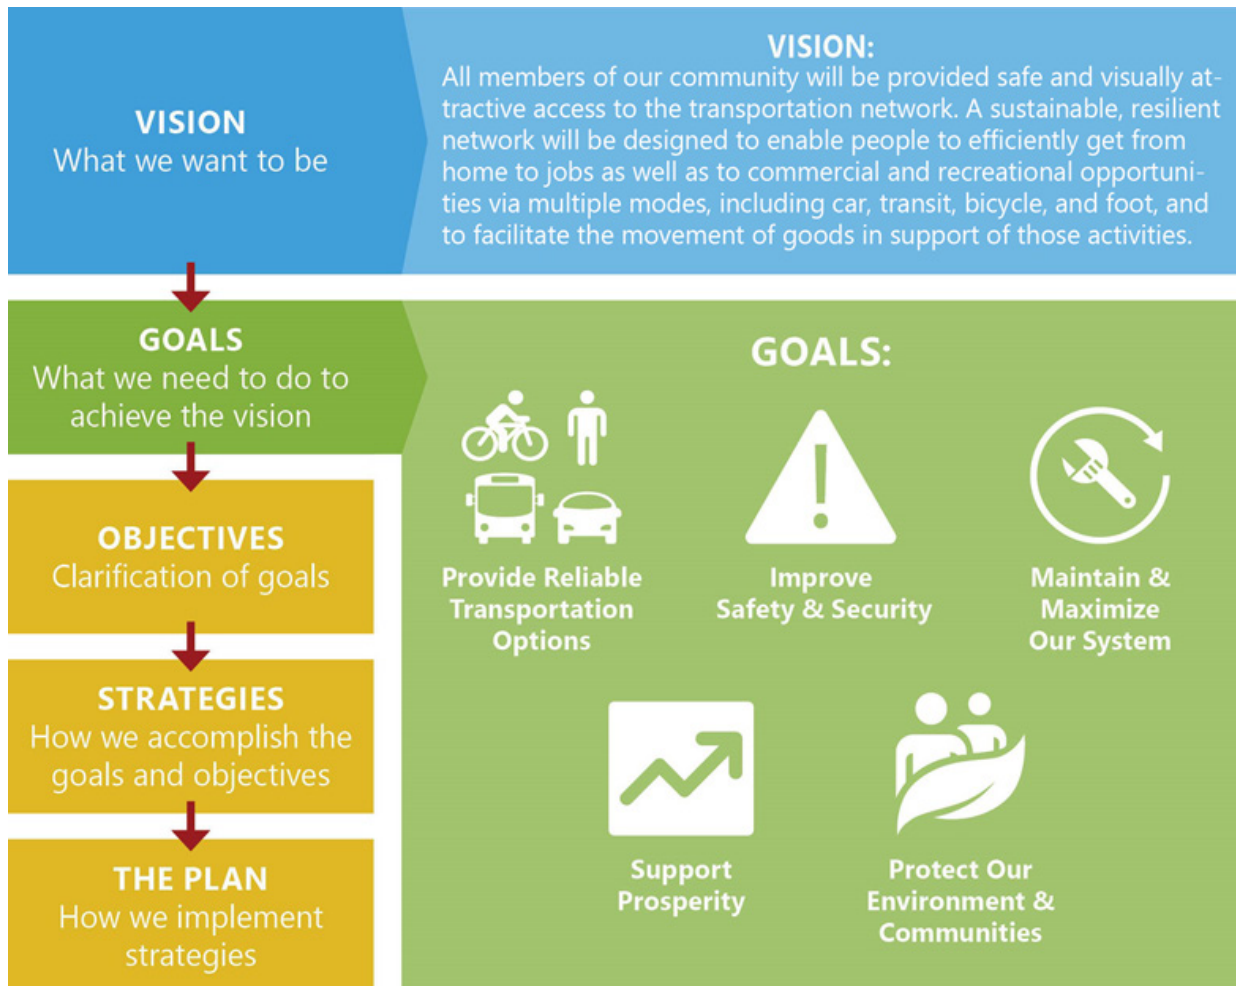 VISION
What we want to be
VISION:
All members of our community will be provided safe and visually at-
tractive access to the transportation network. A sustainable, resilient
network will be designed to enable people to efficiently get from
home to jobs as well as to commercial and recreational opportuni-
ties via multiple modes, including car, transit, bicycle, and foot, and
to facilitate the movement of goods in support of those activities.
GOALS
What we need to do to
achieve the vision
OBJECTIVES
Clarification of goals
STRATEGIES
How we accomplish the
goals and objectives
THE PLAN
How we implement
strategies
GOALS:
Provide Reliable
Transportation
Options
Improve
Safety & Security
Maintain &
Maximize
Our System
Support
Prosperity
Protect Our
Environment &
Communities